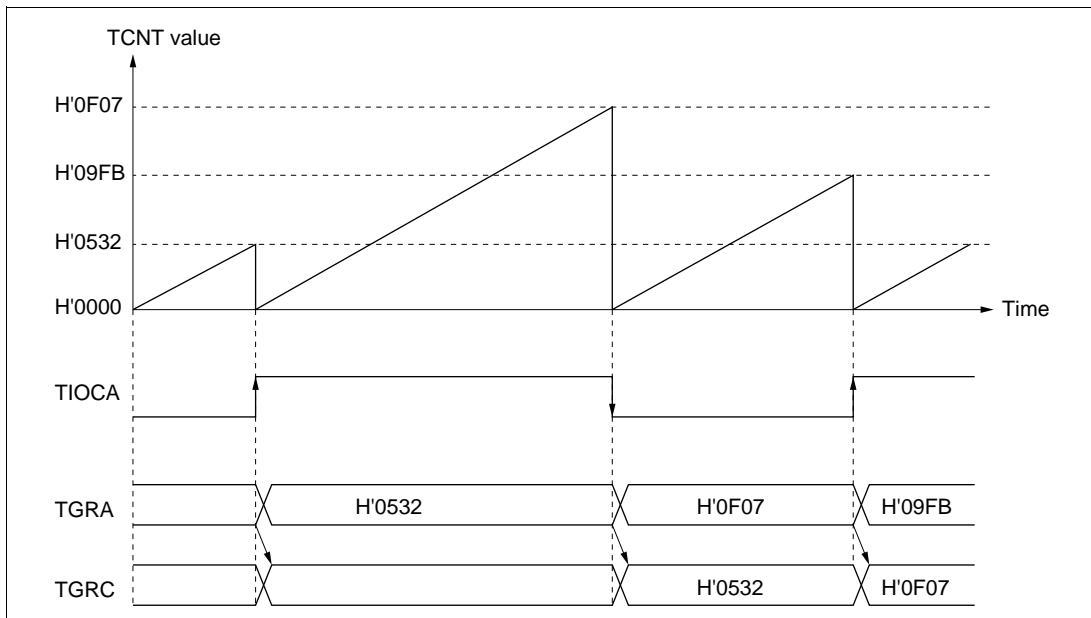 TCNT value
H'0F07
H'09FB
H'0532
H'0000
Time
TIOCA
TGRA
H'0532
H'0F07
H'09FB
TGRC
H'0532
H'0F07